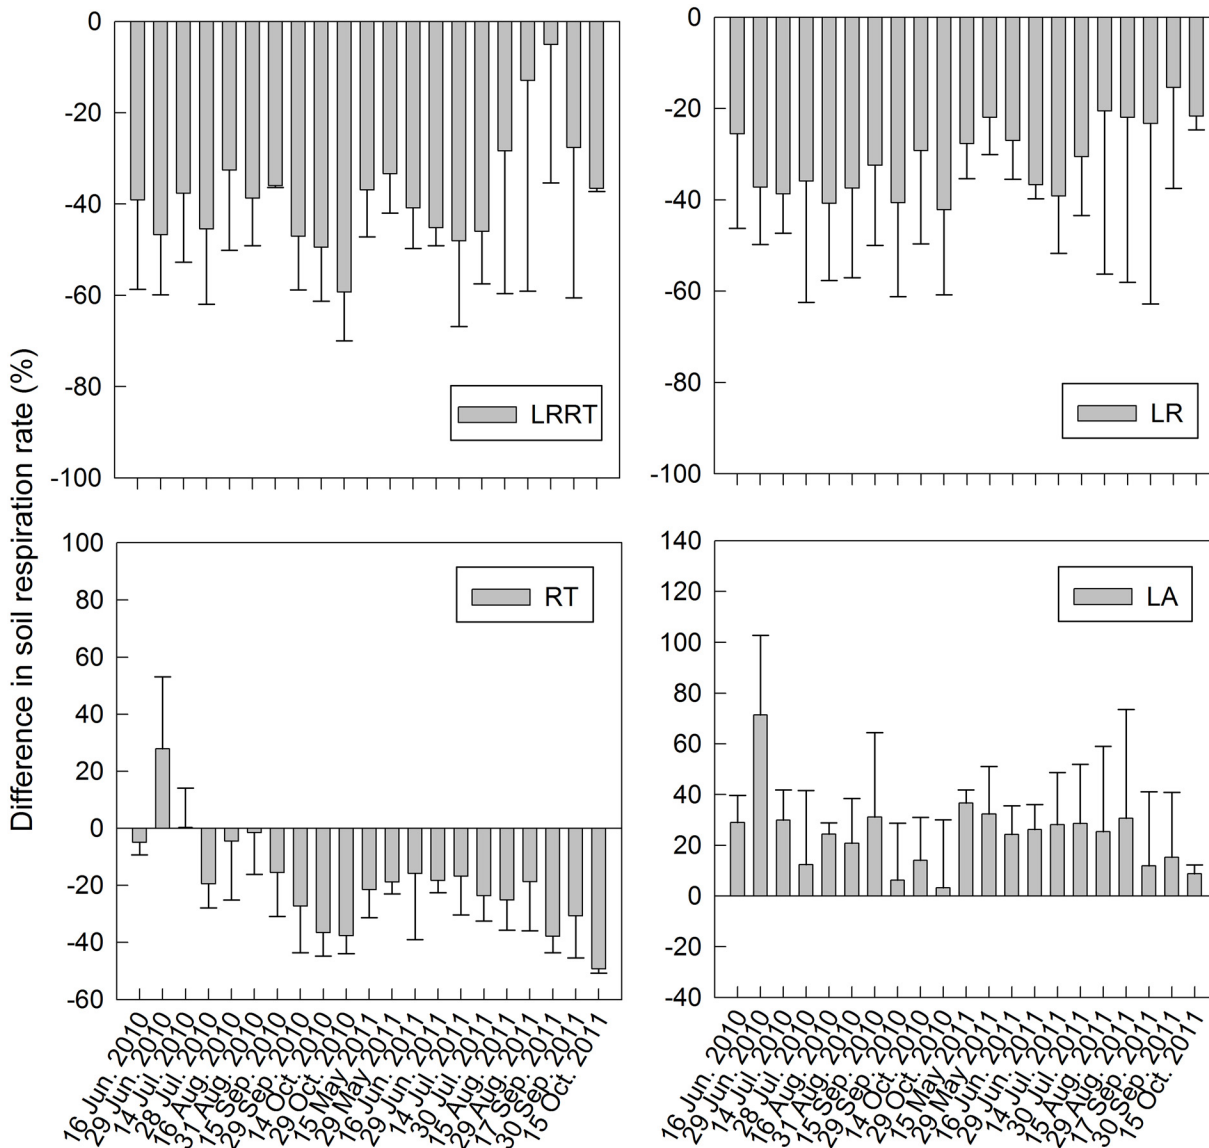 Difference in soil respiration rate (%)
0
-20
-40
-60
-80
-100
LRRT
0
-20
-40
-60
-80
-100
LR
100
80
60
40
20
0
-20
-40
-60
RT
16 Jun. 2010
29 Jun. 2010
14 Jul. 2010
28 Jul. 2010
16 Aug. 2010
31 Aug. 2010
15 Sep. 2010
29 Sep. 2010
14 Oct. 2010
29 Oct. 2010
15 May 2011
29 May 2011
16 Jun. 2011
29 Jun. 2011
14 Jul. 2011
30 Jul. 2011
15 Aug. 2011
29 Aug. 2011
17 Sep. 2011
30 Sep. 2011
15 Oct. 2011
140
120
100
80
60
40
20
0
-20
-40
LA
16 Jun. 2010
29 Jun. 2010
14 Jul. 2010
28 Jul. 2010
16 Aug. 2010
31 Aug. 2010
15 Sep. 2010
29 Sep. 2010
14 Oct. 2010
29 Oct. 2010
15 May 2011
29 May 2011
16 Jun. 2011
29 Jun. 2011
14 Jul. 2011
30 Jul. 2011
15 Aug. 2011
29 Aug. 2011
17 Sep. 2011
30 Sep. 2011
15 Oct. 2011